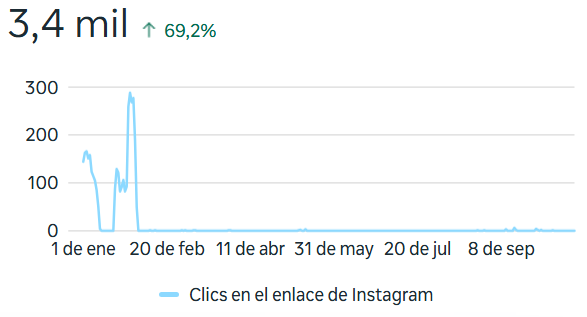 3,4 mil ↑ 69,2%
300
200
100
0
1 de ene 20 de feb 11 de abr 31 de may 20 de jul 8 de sep
Clics en el enlace de Instagram